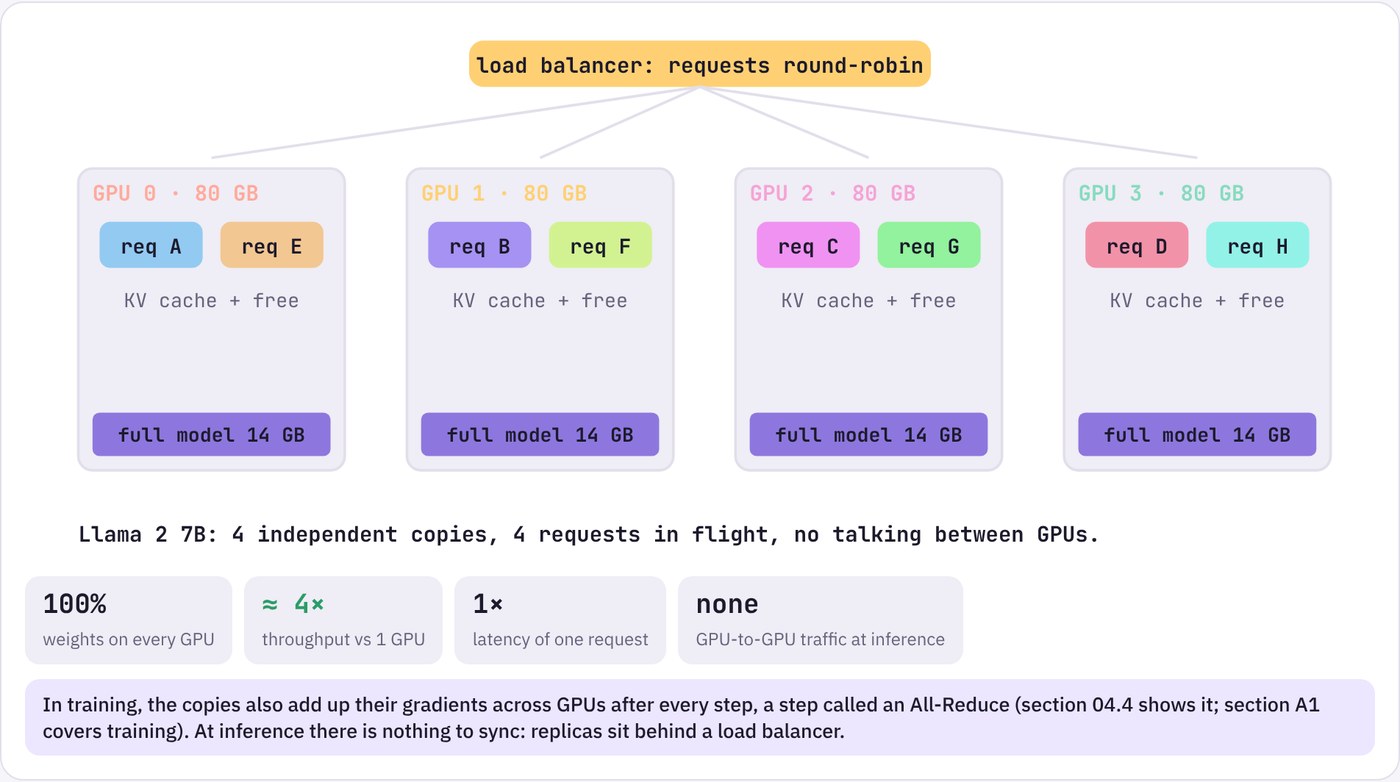 load balancer: requests round-robin
GPU 0 · 80 GB
req A
req E
KV cache + free
full model 14 GB
GPU 1 · 80 GB
req B
req F
KV cache + free
full model 14 GB
GPU 2 · 80 GB
req C
req G
KV cache + free
full model 14 GB
GPU 3 · 80 GB
req D
req H
KV cache + free
full model 14 GB
Llama 2 7B: 4 independent copies, 4 requests in flight, no talking between GPUs.
100%
weights on every GPU
≈ 4×
throughput vs 1 GPU
1×
latency of one request
none
GPU-to-GPU traffic at inference
In training, the copies also add up their gradients across GPUs after every step, a step called an All-Reduce (section 04.4 shows it; section A1
covers training). At inference there is nothing to sync: replicas sit behind a load balancer.